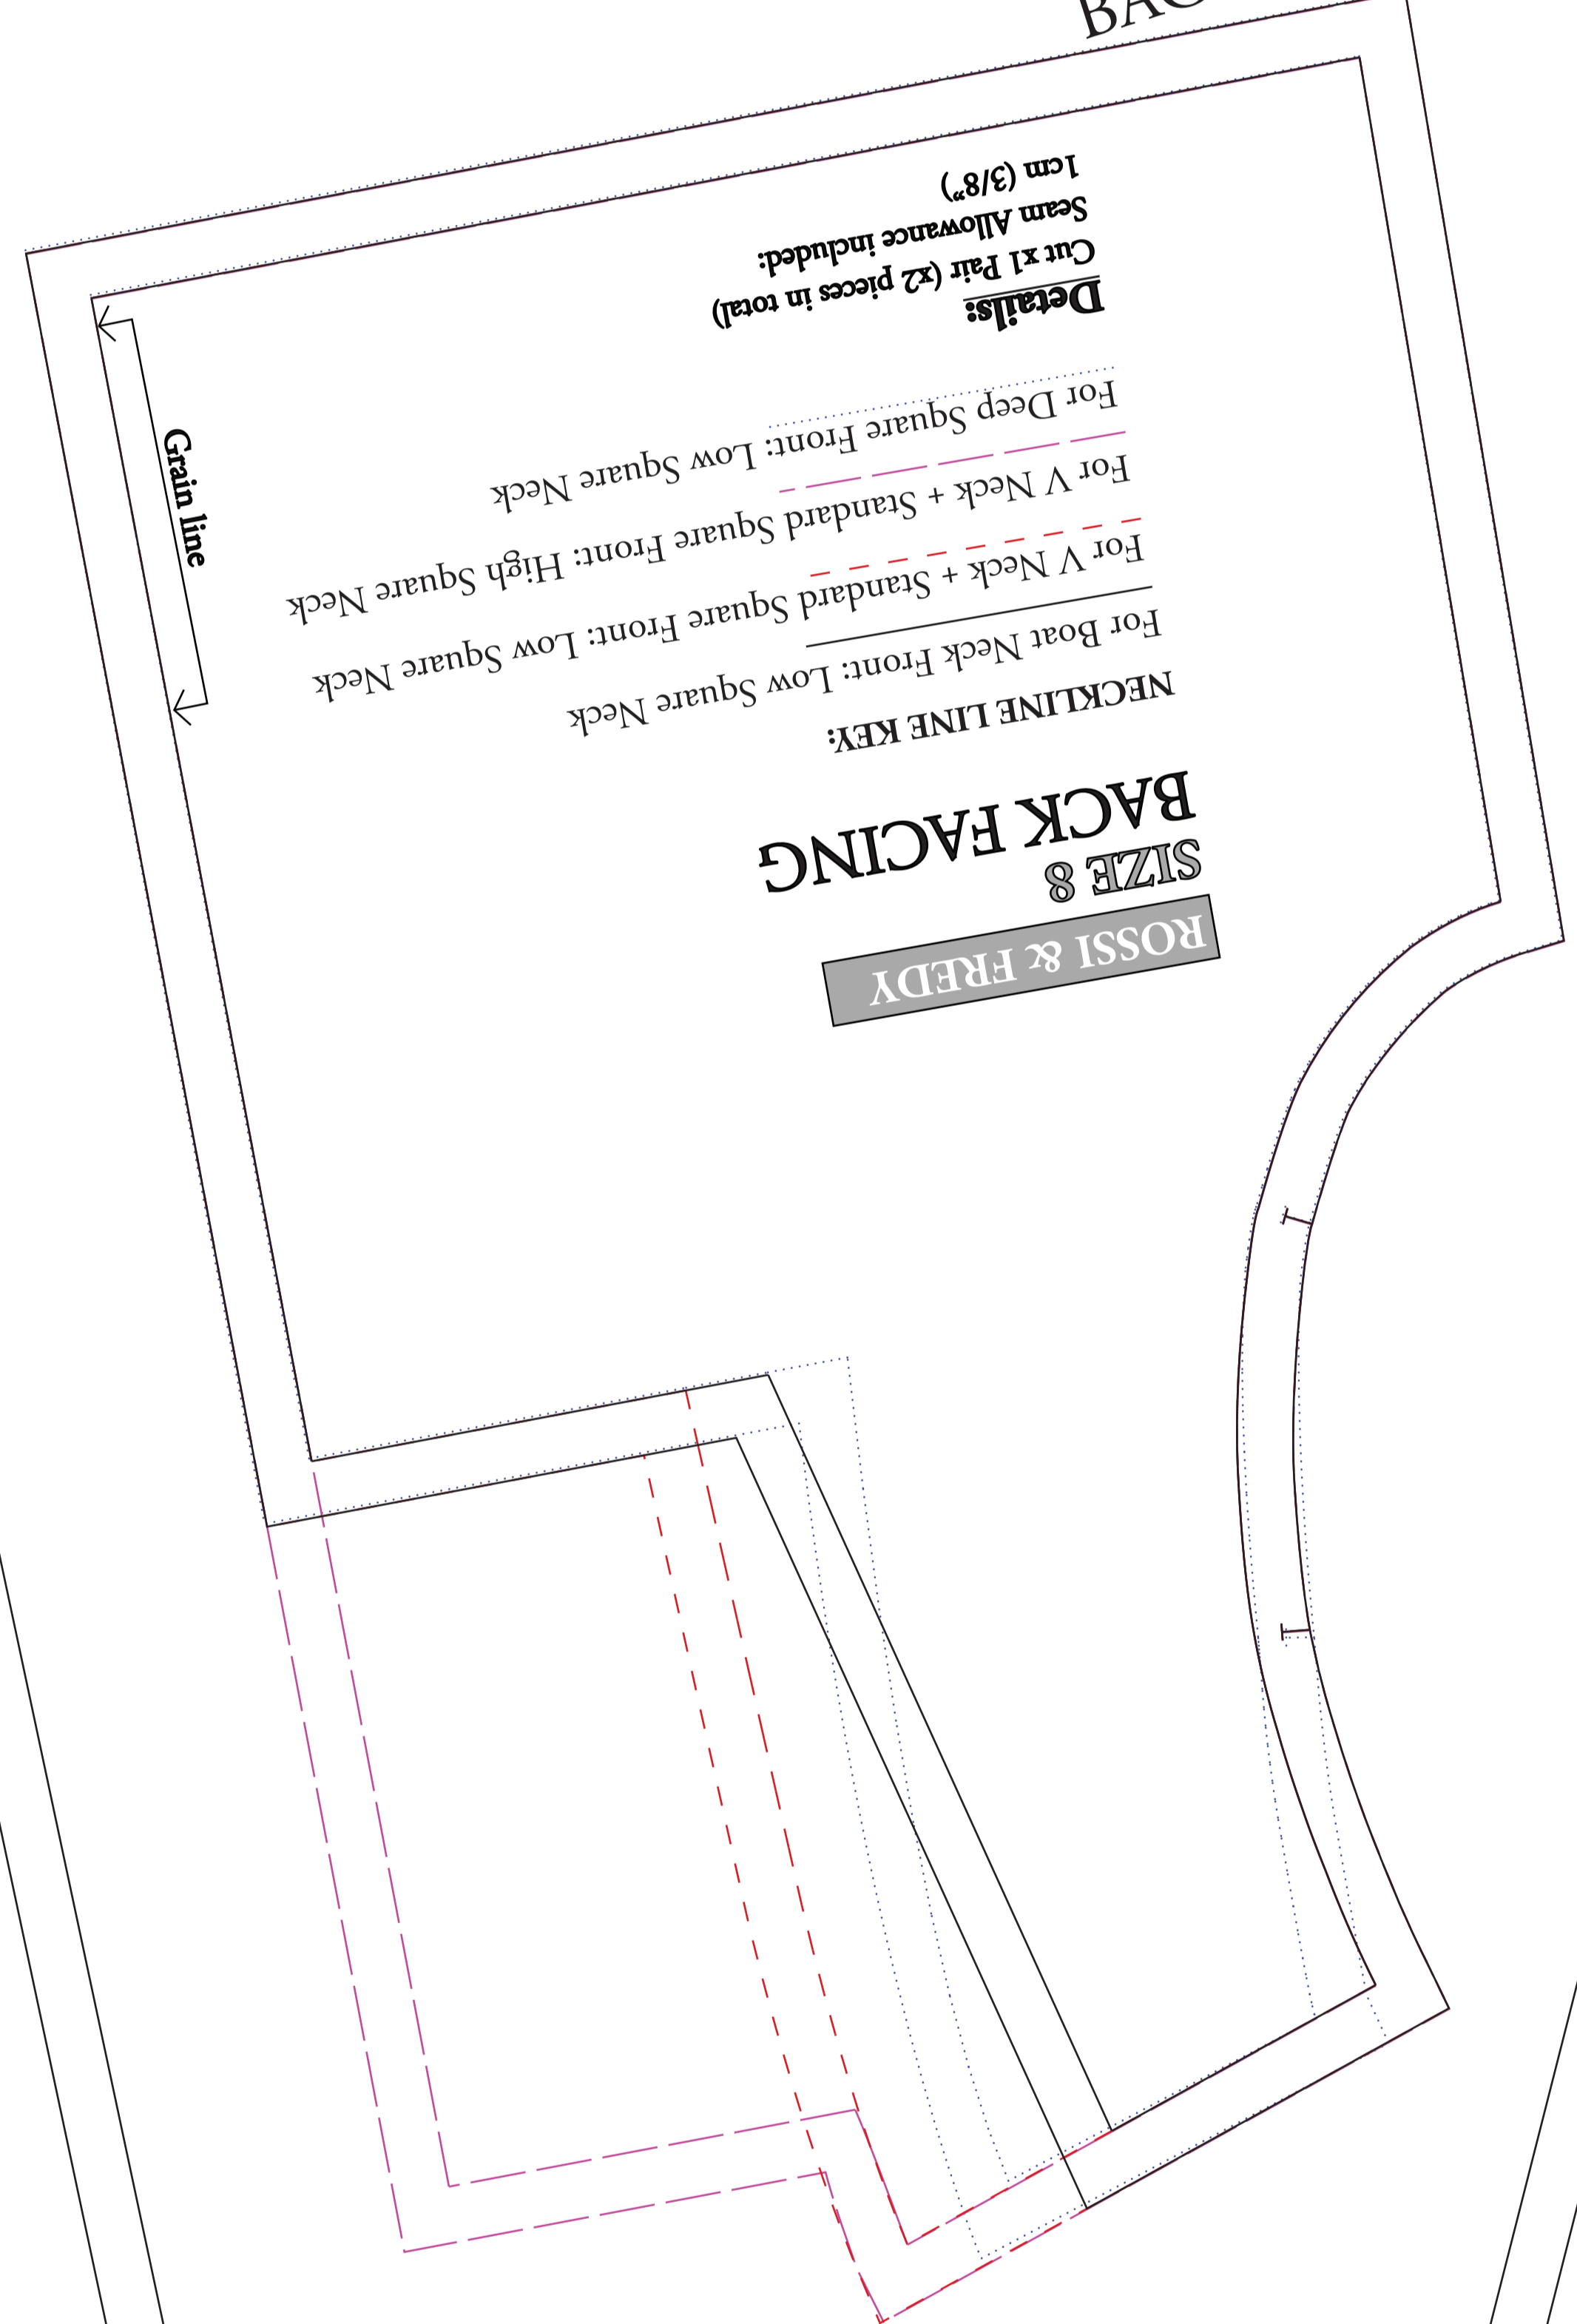 ROSSI & FREDY
SIZE 8
BACK FACING
NECKLINE LINE KEY:
For Boat Neck Front: Low Square Neck
For V Neck + Standard Square Front: Low Square Neck
For V Neck + Standard Square Front: High Square Neck
For Deep Square Front: Low Square Neck
Details:
Cut x1 Pair (x2 pieces in total)
Seam Allowance included:
1cm (3/8”)
Grain line